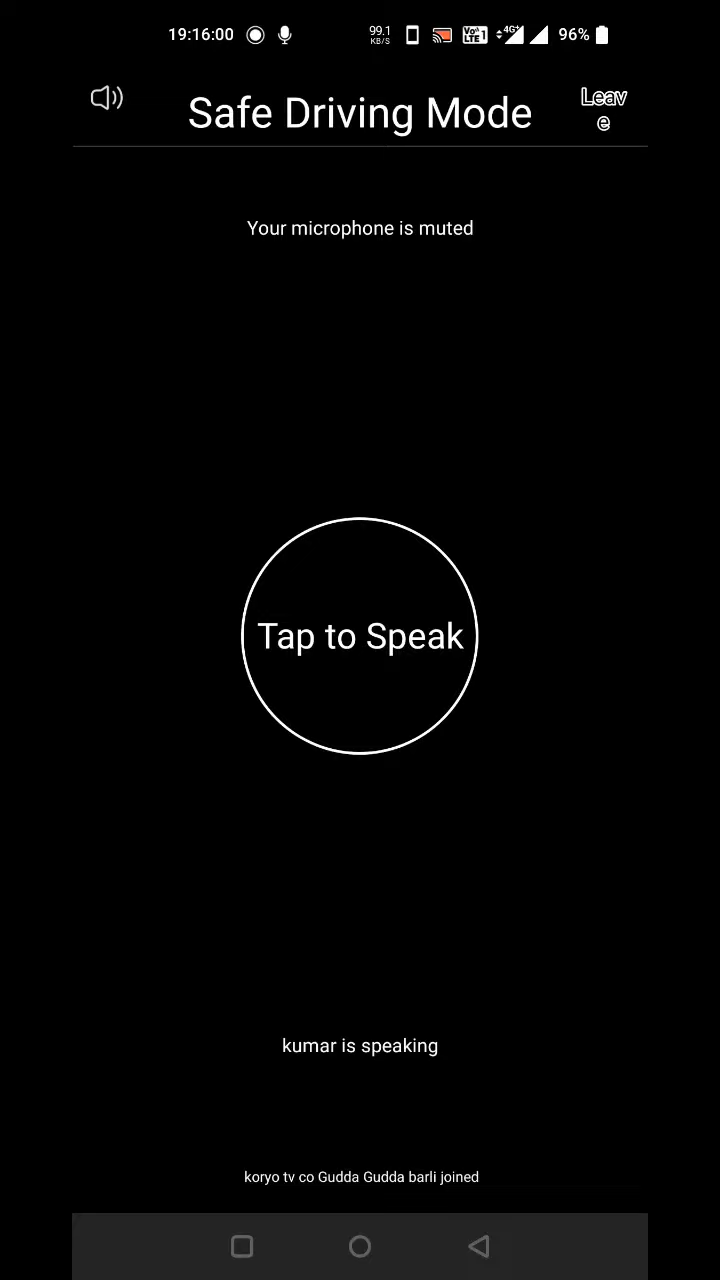 19:16:00 99.1 KB/S VoLTE1 4G+ 96%
Safe Driving Mode
Leav
e
Your microphone is muted
Tap to Speak
kumar is speaking
koryo tv co Gudda Gudda barli joined